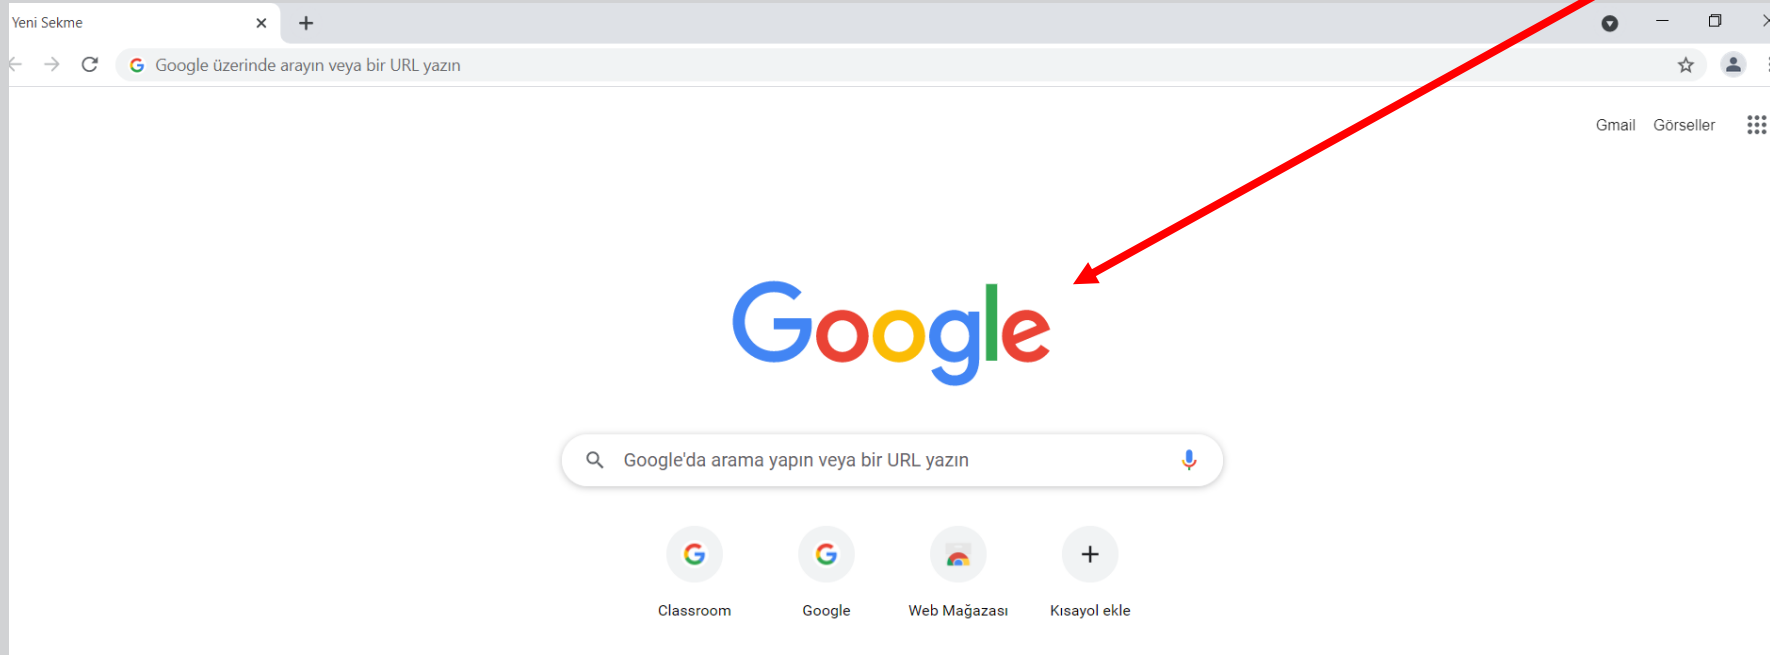 Yeni Sekme
Google üzerinde arayın veya bir URL yazın
Gmail Görseller
Google
Google'da arama yapın veya bir URL yazın
Classroom Google Web Mağazası Kısayol ekle